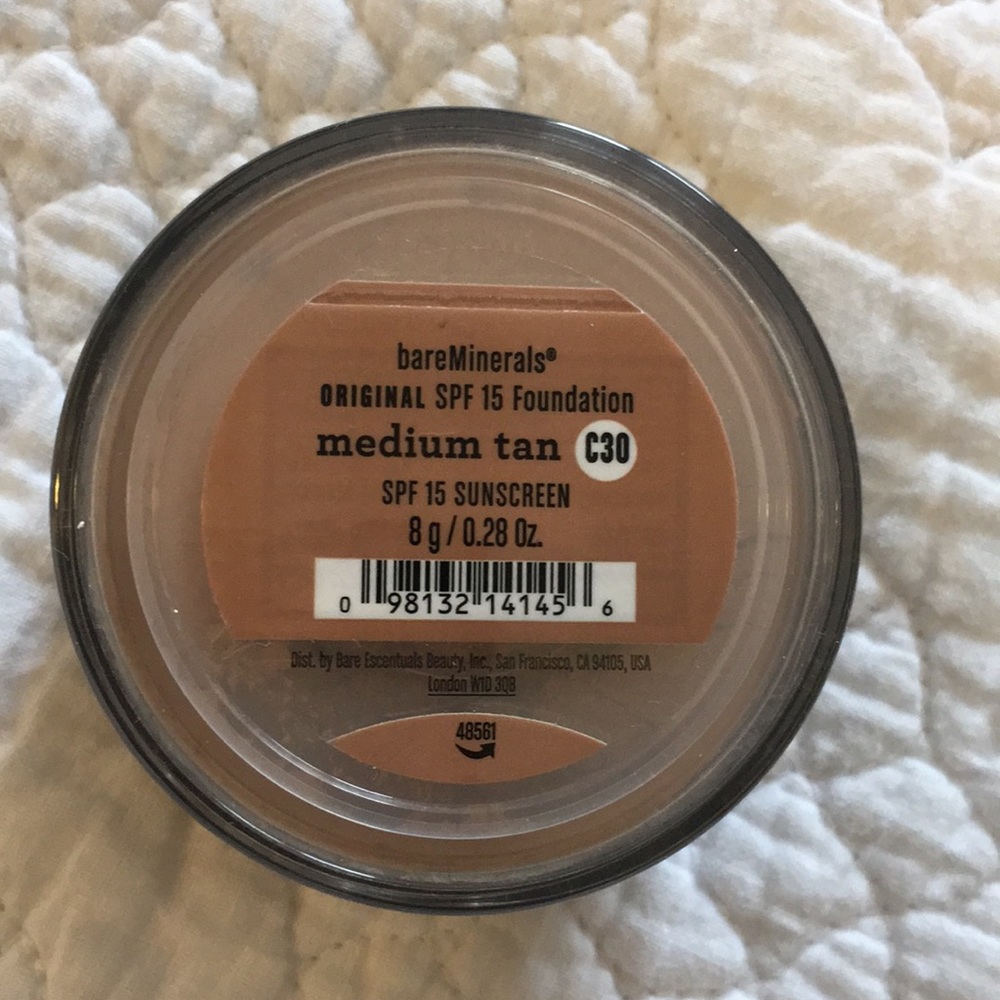 bareMinerals®
ORIGINAL SPF 15 Foundation
medium tan C30
SPF 15 SUNSCREEN
8 g / 0.28 Oz.
0 98132 14145 6
Dist. by Bare Escentuals Beauty, Inc., San Francisco, CA 94105, USA
London W1D 3QB
48561